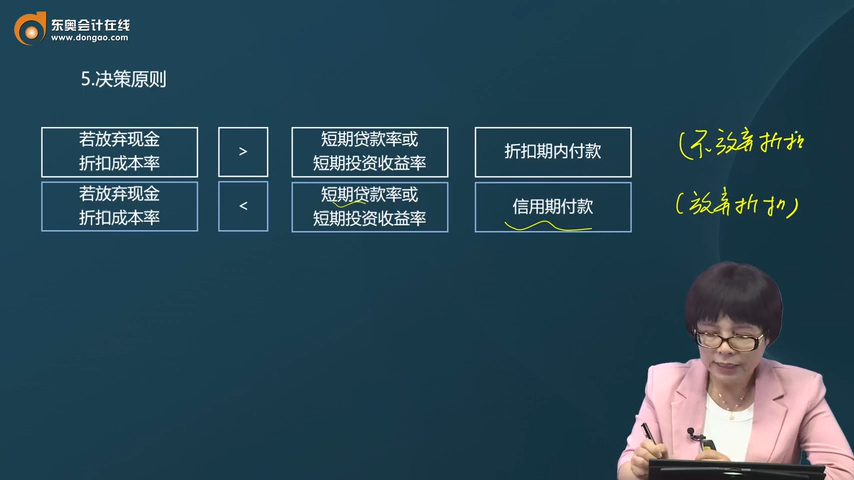 东奥会计在线
www.dongao.com
5.决策原则
若放弃现金
折扣成本率
>
短期贷款率或
短期投资收益率
折扣期内付款
(不放弃折扣
若放弃现金
折扣成本率
<
短期贷款率或
短期投资收益率
信用期付款
(放弃折扣)